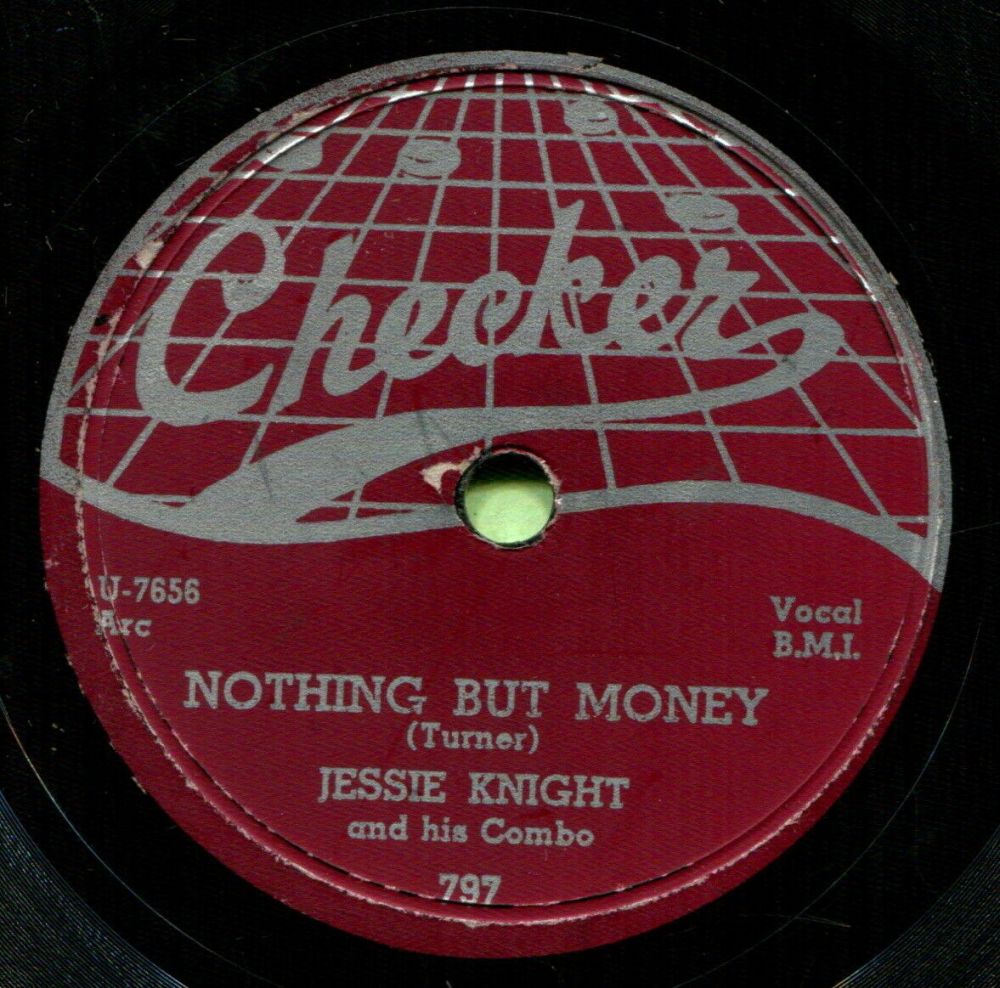 Checker
U-7656
Arc
Vocal
B.M.I.
NOTHING BUT MONEY
(Turner)
JESSIE KNIGHT
and his Combo
797